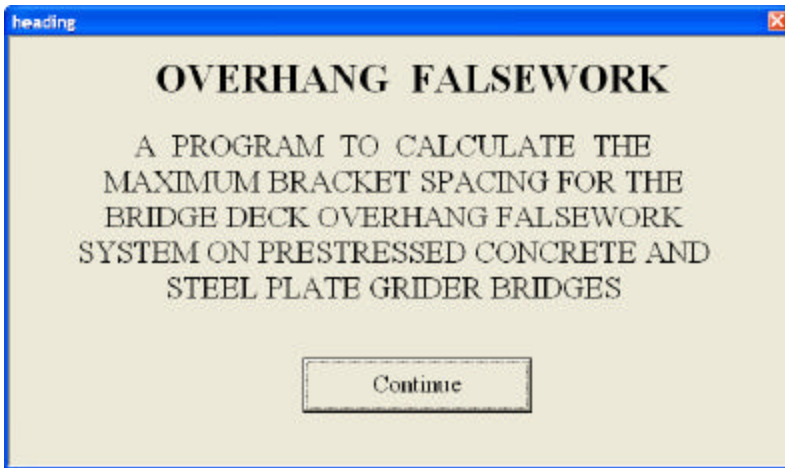 heading
OVERHANG FALSEWORK
A PROGRAM TO CALCULATE THE
MAXIMUM BRACKET SPACING FOR THE
BRIDGE DECK OVERHANG FALSEWORK
SYSTEM ON PRESTRESSED CONCRETE AND
STEEL PLATE GRIDER BRIDGES
Continue